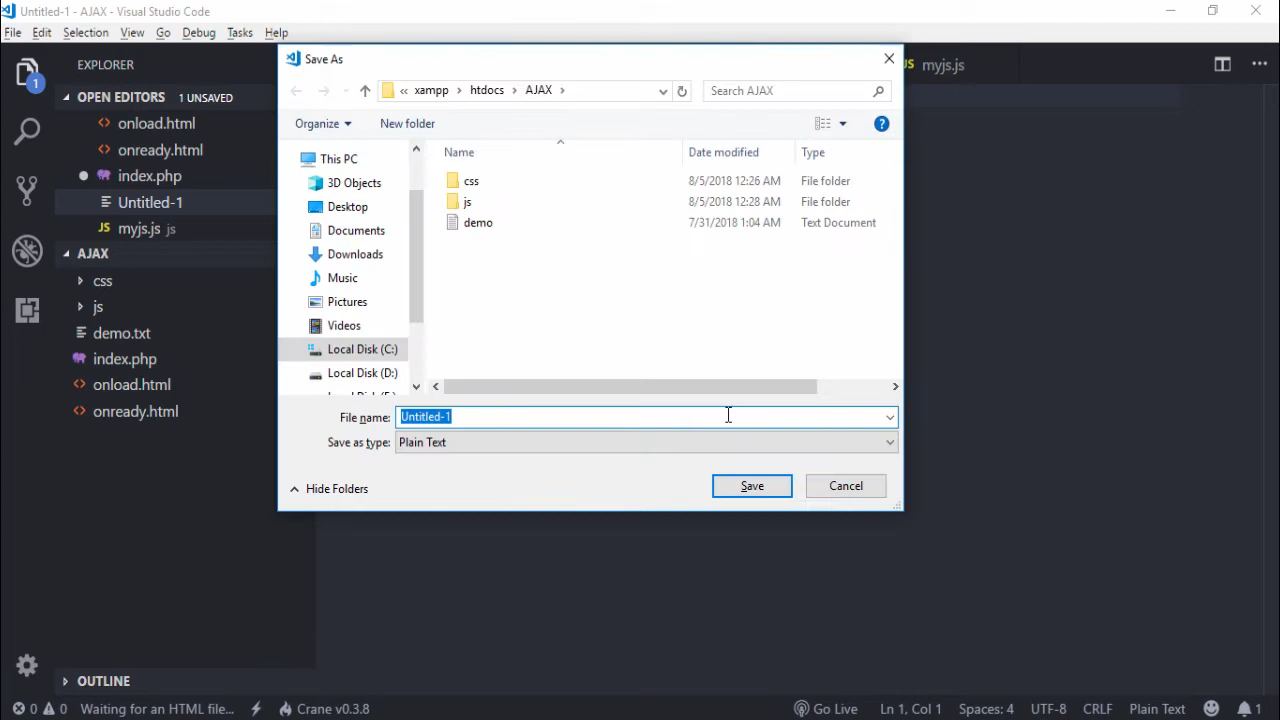 Untitled-1 - AJAX - Visual Studio Code
File Edit Selection View Go Debug Tasks Help
EXPLORER
OPEN EDITORS 1 UNSAVED
onload.html
onready.html
index.php
Untitled-1
myjs.js js
AJAX
css
js
demo.txt
index.php
onload.html
onready.html
OUTLINE
1
myjs.js
Save As
« xampp > htdocs > AJAX >
Search AJAX
Organize New folder
This PC
3D Objects
Desktop
Documents
Downloads
Music
Pictures
Videos
Local Disk (C:)
Local Disk (D:)
Name Date modified Type
css 8/5/2018 12:26 AM File folder
js 8/5/2018 12:28 AM File folder
demo 7/31/2018 1:04 AM Text Document
File name: Untitled-1
Save as type: Plain Text
Hide Folders Save Cancel
0 0 Waiting for an HTML file... Crane v0.3.8 Go Live Ln 1, Col 1 Spaces: 4 UTF-8 CRLF Plain Text 1